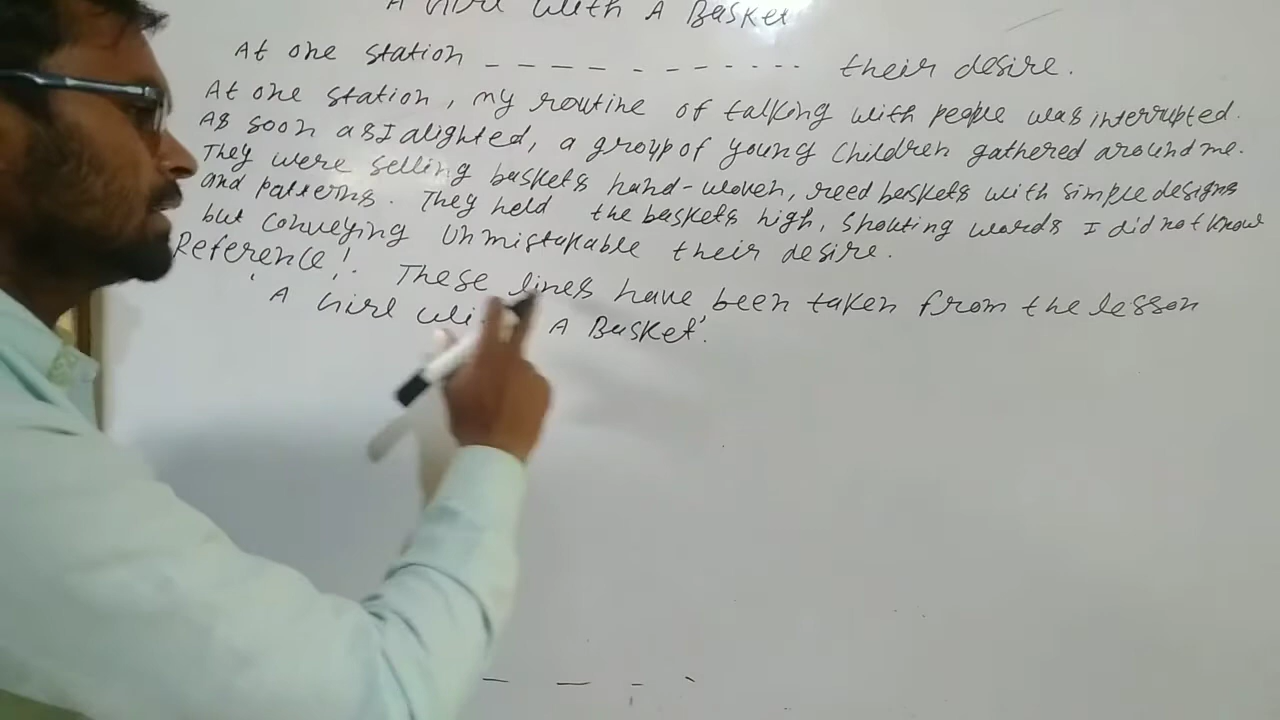 A Girl With A Basket
At one station - - - - - - - - - - - - their desire.
At one station, my routine of talking with people was interrupted.
As soon as I alighted, a group of young children gathered around me.
They were selling baskets hand-woven, reed baskets with simple designs
and patterns. They held the baskets high, shouting words I did not know
but conveying unmistakable their desire.
Reference:. These lines have been taken from the lesson
'A Girl With A Basket'.